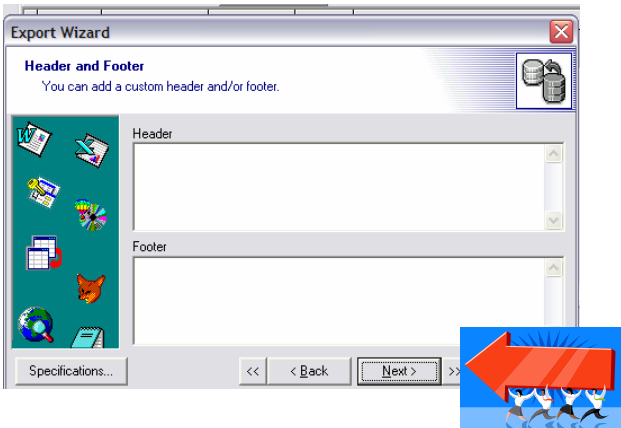 Export Wizard
Header and Footer
You can add a custom header and/or footer.
Header
Footer
Specifications...
<<
< Back
Next >
>>